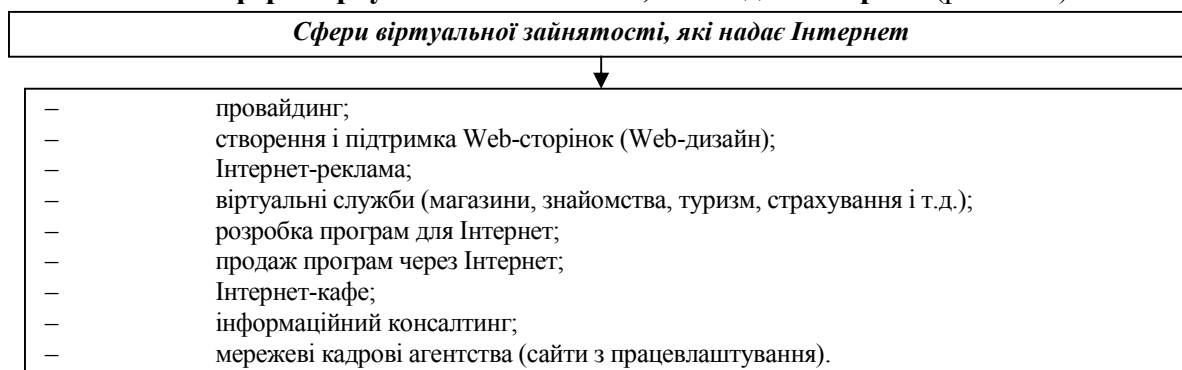 Сфери віртуальної зайнятості, які надає Інтернет
– провайдинг;
– створення і підтримка Web-сторінок (Web-дизайн);
– Інтернет-реклама;
– віртуальні служби (магазини, знайомства, туризм, страхування і т.д.);
– розробка програм для Інтернет;
– продаж програм через Інтернет;
– Інтернет-кафе;
– інформаційний консалтинг;
– мережеві кадрові агентства (сайти з працевлаштування).